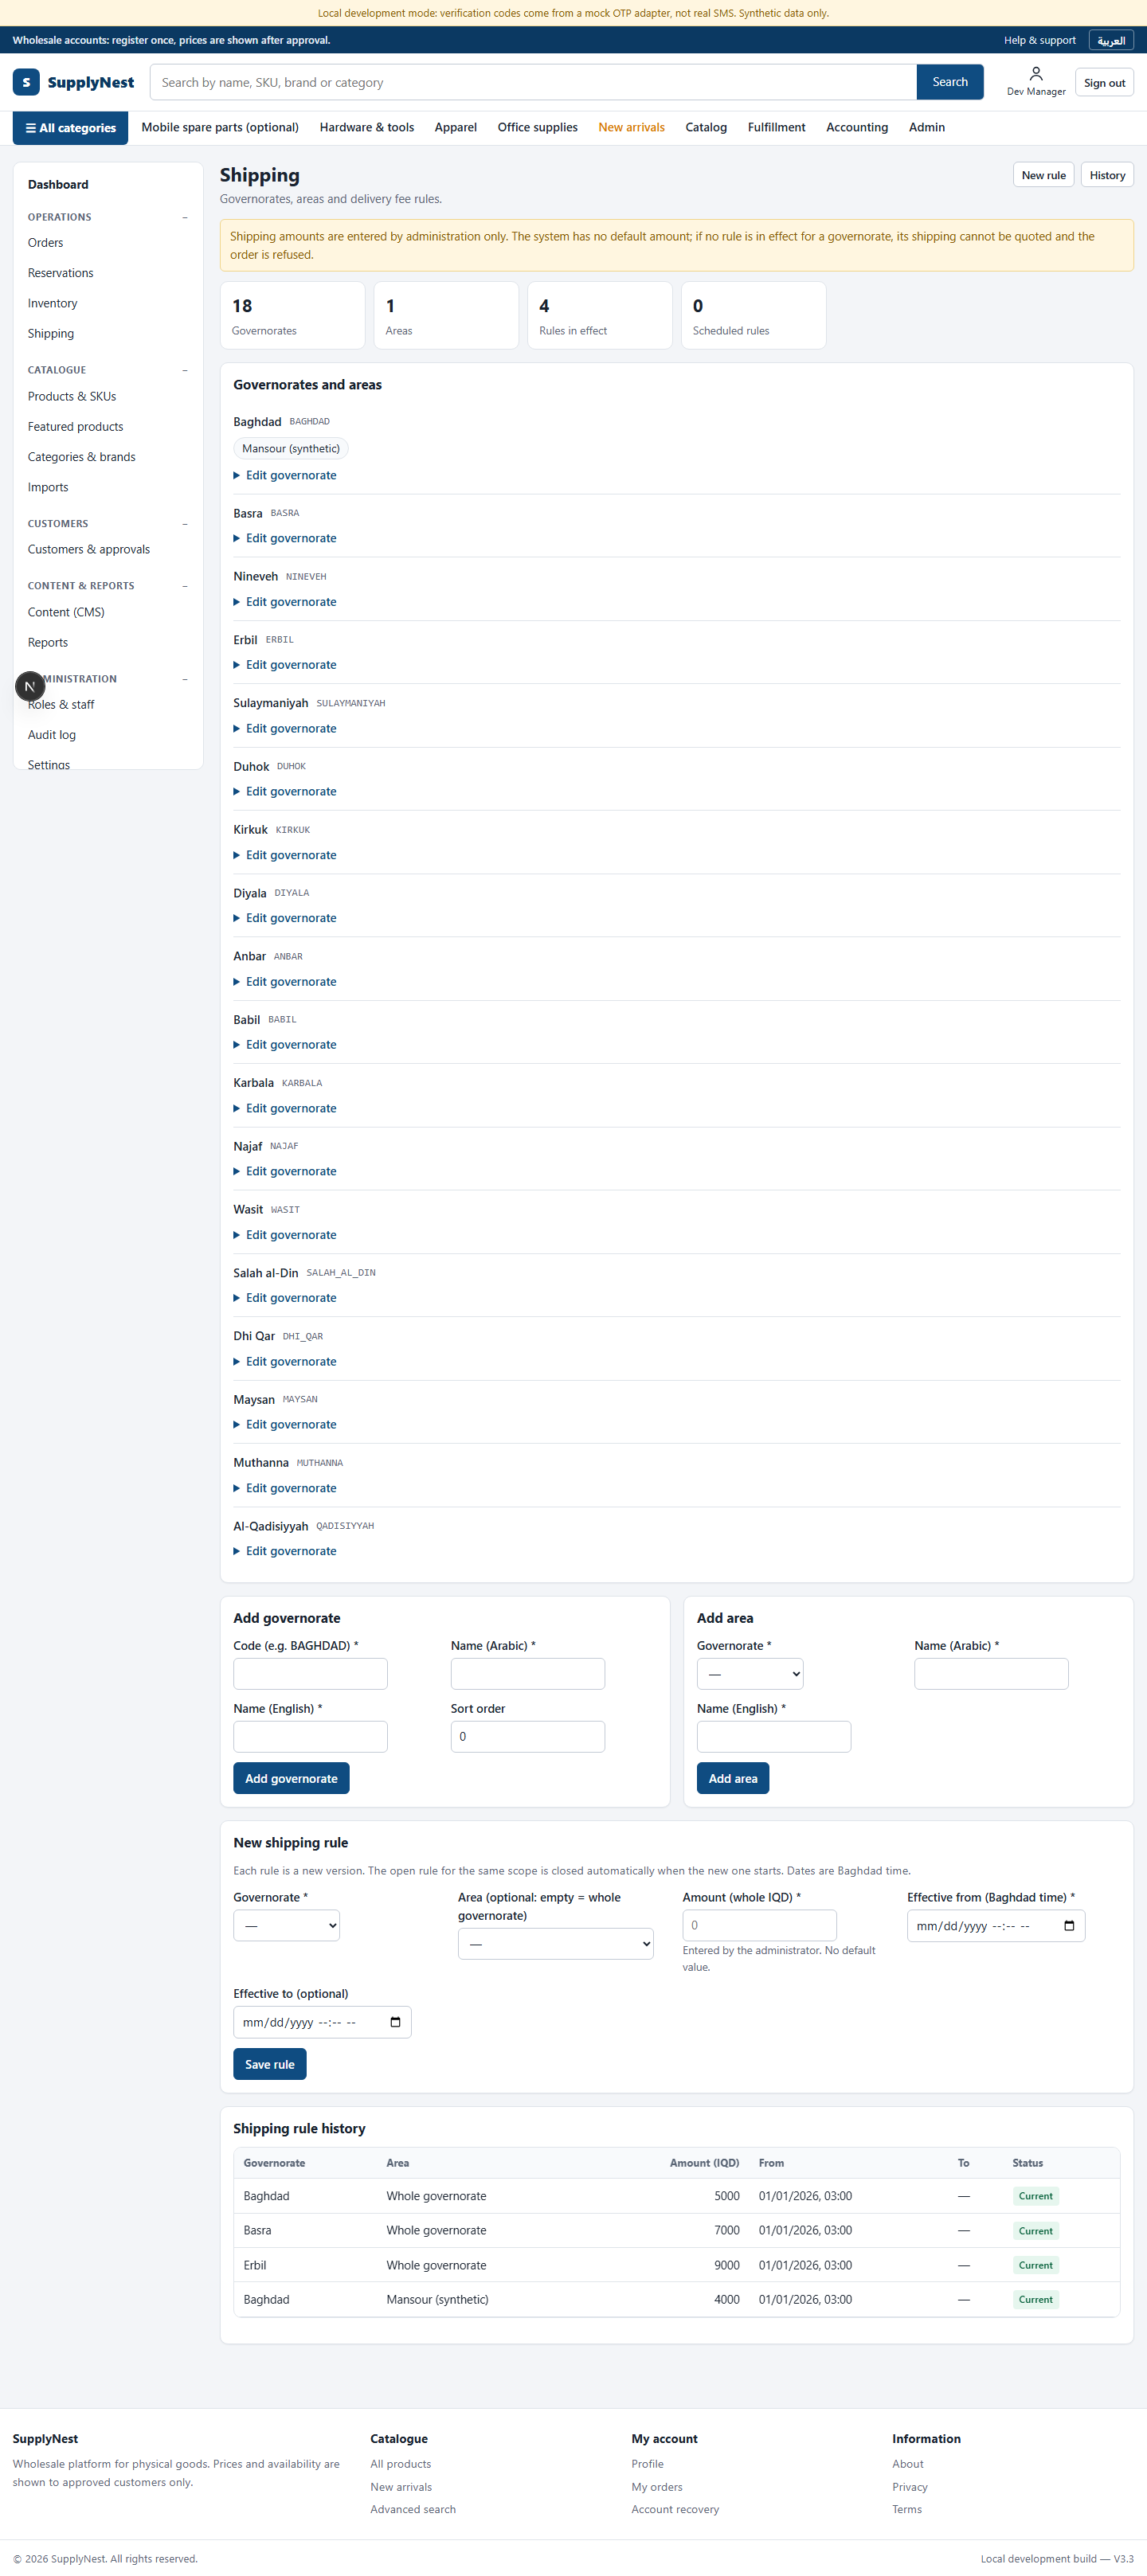 Local development mode: verification codes come from a mock OTP adapter, not real SMS. Synthetic data only.
Wholesale accounts: register once, prices are shown after approval.
Help & support
العربية
S
SupplyNest
Search by name, SKU, brand or category
Search
Dev Manager
Sign out
☰ All categories
Mobile spare parts (optional)
Hardware & tools
Apparel
Office supplies
New arrivals
Catalog
Fulfillment
Accounting
Admin
Dashboard
OPERATIONS –
Orders
Reservations
Inventory
Shipping
CATALOGUE –
Products & SKUs
Featured products
Categories & brands
Imports
CUSTOMERS –
Customers & approvals
CONTENT & REPORTS –
Content (CMS)
Reports
N
MINISTRATION –
Roles & staff
Audit log
Settings
Shipping
New rule
History
Governorates, areas and delivery fee rules.
Shipping amounts are entered by administration only. The system has no default amount; if no rule is in effect for a governorate, its shipping cannot be quoted and the
order is refused.
18
Governorates
1
Areas
4
Rules in effect
0
Scheduled rules
Governorates and areas
Baghdad BAGHDAD
Mansour (synthetic)
▶ Edit governorate
Basra BASRA
▶ Edit governorate
Nineveh NINEVEH
▶ Edit governorate
Erbil ERBIL
▶ Edit governorate
Sulaymaniyah SULAYMANIYAH
▶ Edit governorate
Duhok DUHOK
▶ Edit governorate
Kirkuk KIRKUK
▶ Edit governorate
Diyala DIYALA
▶ Edit governorate
Anbar ANBAR
▶ Edit governorate
Babil BABIL
▶ Edit governorate
Karbala KARBALA
▶ Edit governorate
Najaf NAJAF
▶ Edit governorate
Wasit WASIT
▶ Edit governorate
Salah al-Din SALAH_AL_DIN
▶ Edit governorate
Dhi Qar DHI_QAR
▶ Edit governorate
Maysan MAYSAN
▶ Edit governorate
Muthanna MUTHANNA
▶ Edit governorate
Al-Qadisiyyah QADISIYYAH
▶ Edit governorate
Add governorate
Code (e.g. BAGHDAD) *
Name (Arabic) *
Name (English) *
Sort order
0
Add governorate
Add area
Governorate *
—
Name (Arabic) *
Name (English) *
Add area
New shipping rule
Each rule is a new version. The open rule for the same scope is closed automatically when the new one starts. Dates are Baghdad time.
Governorate *
—
Area (optional: empty = whole
governorate)
—
Amount (whole IQD) *
0
Entered by the administrator. No default
value.
Effective from (Baghdad time) *
mm/dd/yyyy --:-- --
Effective to (optional)
mm/dd/yyyy --:-- --
Save rule
Shipping rule history
Governorate Area Amount (IQD) From To Status
Baghdad Whole governorate 5000 01/01/2026, 03:00 — Current
Basra Whole governorate 7000 01/01/2026, 03:00 — Current
Erbil Whole governorate 9000 01/01/2026, 03:00 — Current
Baghdad Mansour (synthetic) 4000 01/01/2026, 03:00 — Current
SupplyNest
Wholesale platform for physical goods. Prices and availability are
shown to approved customers only.
Catalogue
All products
New arrivals
Advanced search
My account
Profile
My orders
Account recovery
Information
About
Privacy
Terms
© 2026 SupplyNest. All rights reserved.
Local development build — V3.3